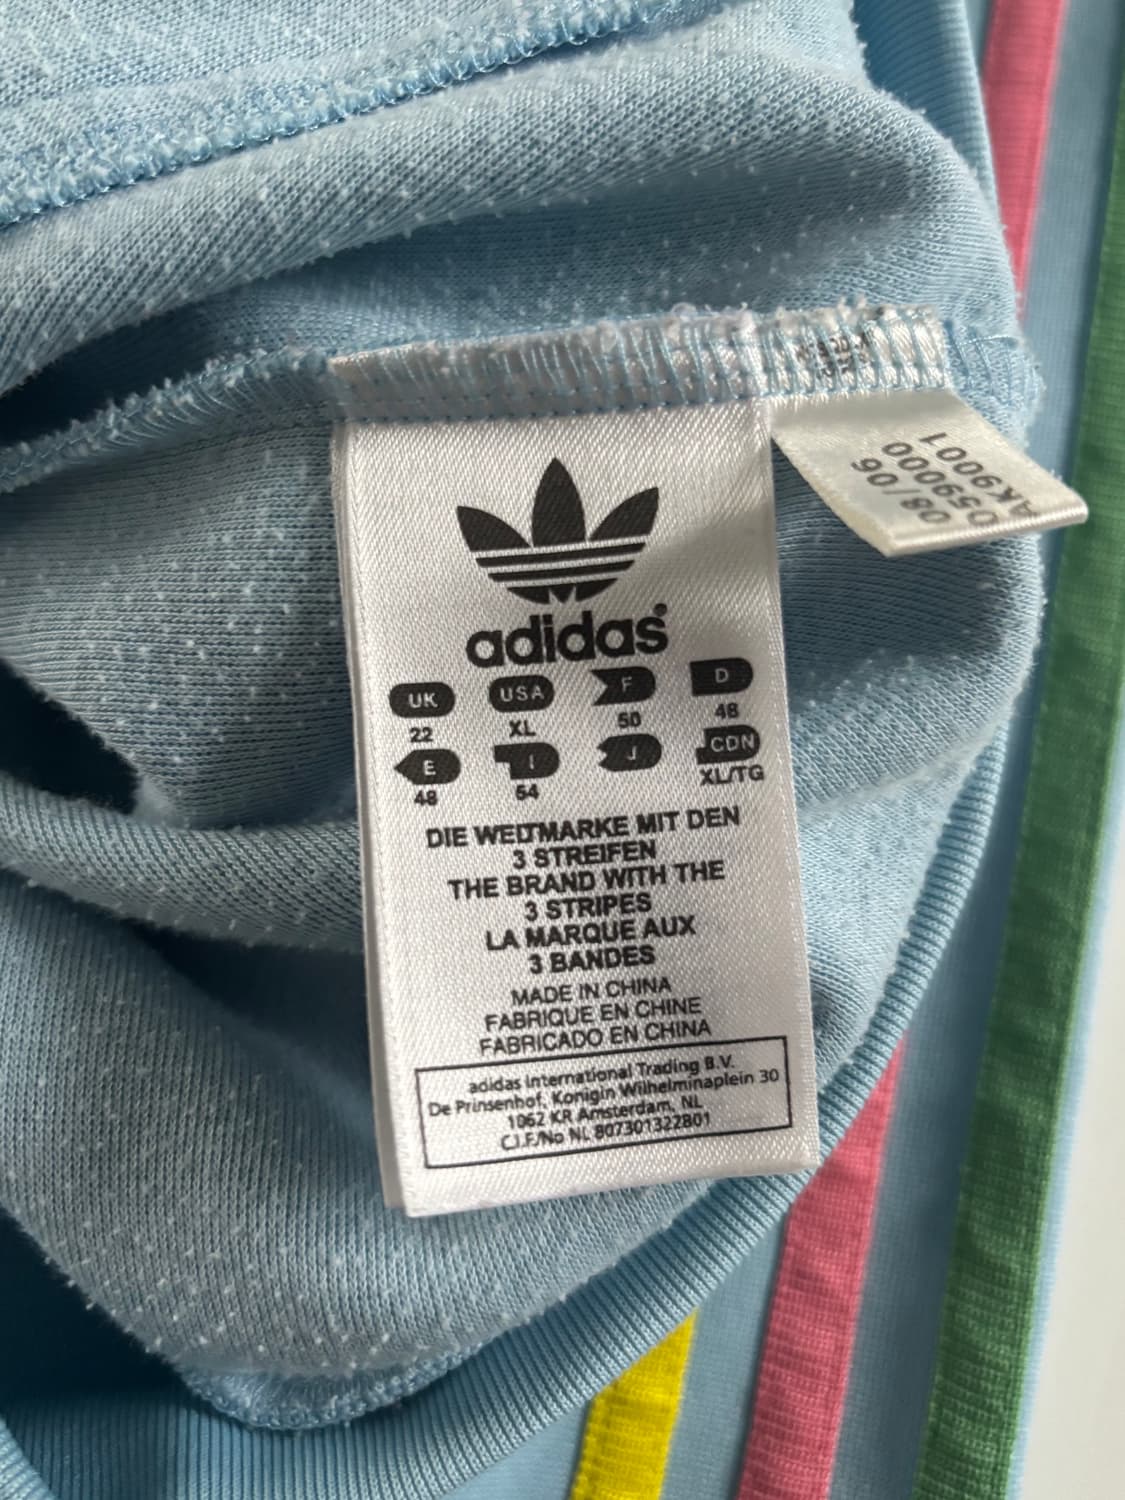 adidas®
UK USA F D
22 XL 50 48
E I J CDN
48 54 XL/TG
DIE WELTMARKE MIT DEN
3 STREIFEN
THE BRAND WITH THE
3 STRIPES
LA MARQUE AUX
3 BANDES
MADE IN CHINA
FABRIQUE EN CHINE
FABRICADO EN CHINA
adidas International Trading B.V.
De Prinsenhof, Konigin Wilhelminaplein 30
1062 KR Amsterdam, NL
C.I.F./No NL 807301322B01
08/06
059000
AK9001